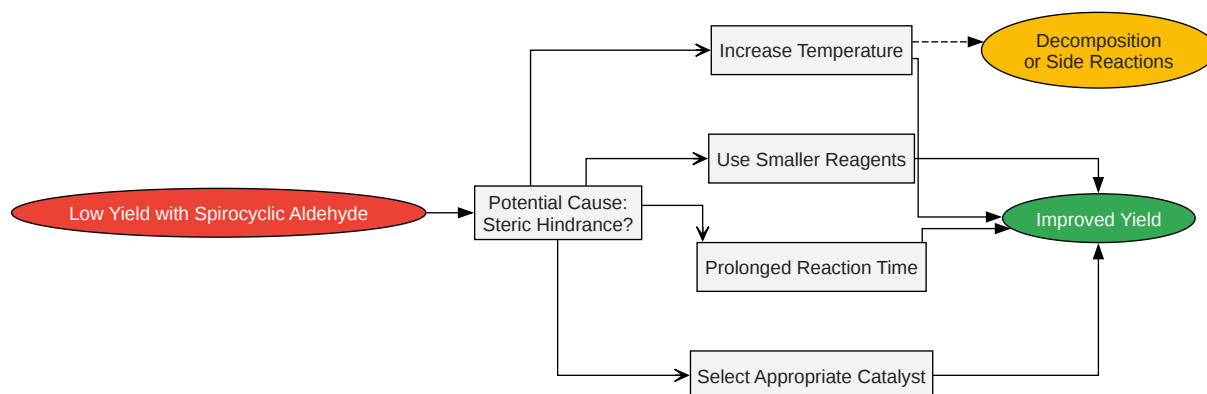 Low Yield with Spirocyclic Aldehyde
Potential Cause:
Steric Hindrance?
Increase Temperature
Decomposition
or Side Reactions
Use Smaller Reagents
Improved Yield
Prolonged Reaction Time
Select Appropriate Catalyst